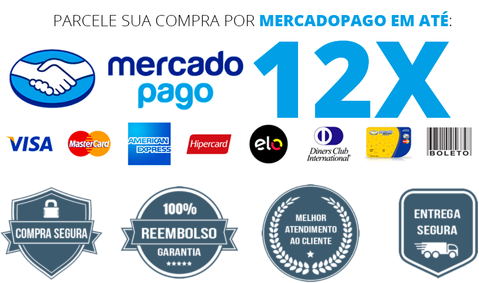 PARCELE SUA COMPRA POR MERCADOPAGO EM ATÉ:
mercado
pago
12X
VISA
MasterCard
AMERICAN
EXPRESS
Hipercard
elo
Diners Club
International
BOLETO
COMPRA SEGURA
100%
REEMBOLSO
GARANTIA
MELHOR
ATENDIMENTO
AO CLIENTE
ENTREGA
SEGURA